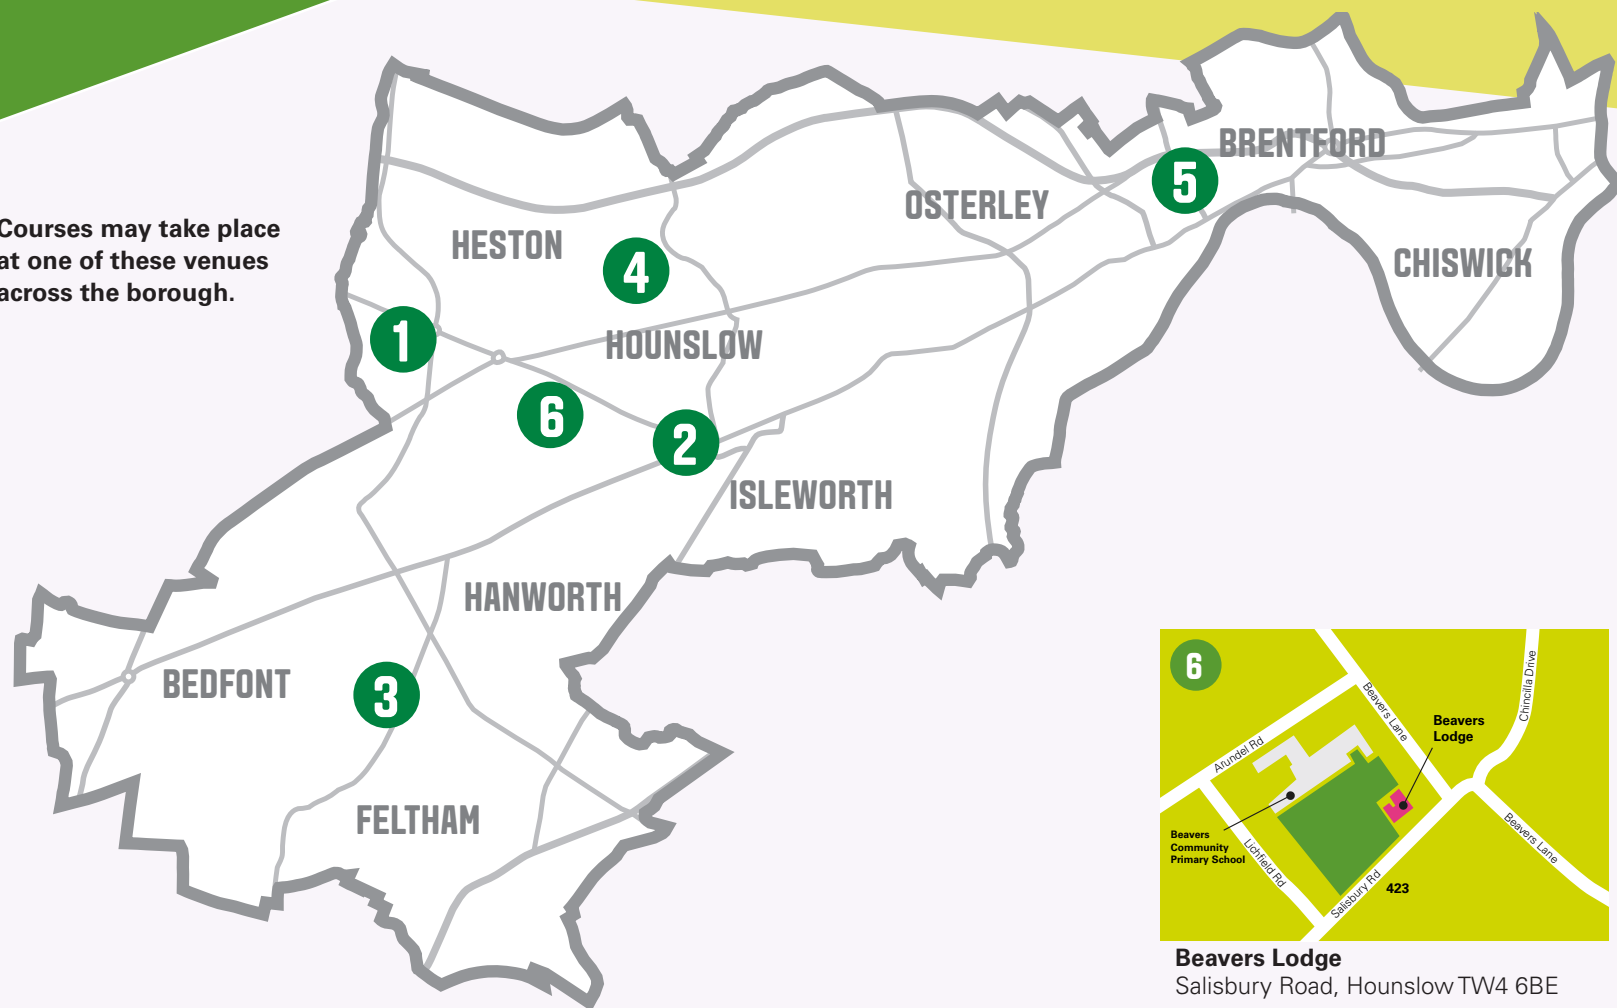 Courses may take place
at one of these venues
across the borough.
BRENTFORD
5
OSTERLEY
HESTON
4
CHISWICK
1
HOUNSLOW
6
2
ISLEWORTH
HANWORTH
BEDFONT
3
FELTHAM
6
Chincilla Drive
Beavers Lane
Beavers
Lodge
Arundel Rd
Beavers
Community
Primary School
Lichfield Rd
Beavers Lane
Salisbury Rd
423
Beavers Lodge
Salisbury Road, Hounslow TW4 6BE